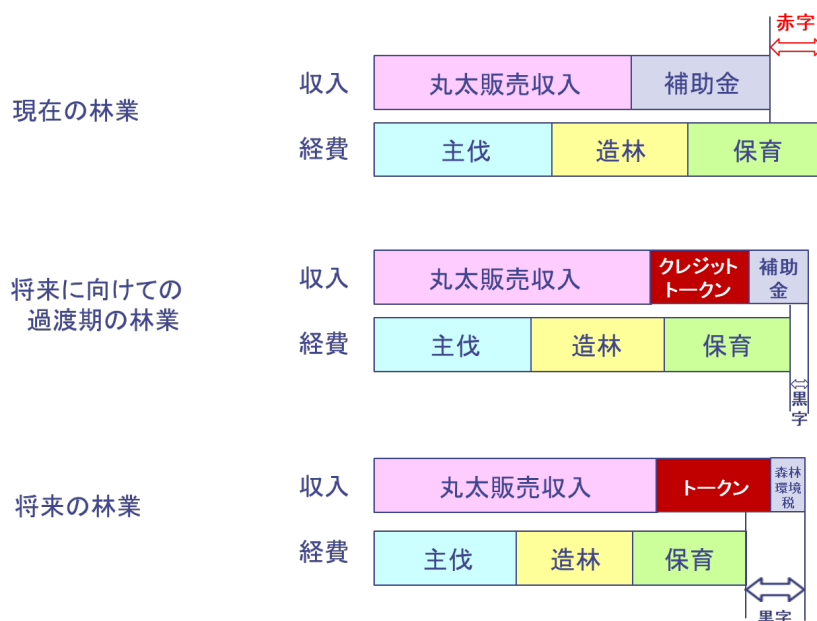 赤字
収入
丸太販売収入
補助金
現在の林業
経費
主伐
造林
保育
収入
丸太販売収入
クレジット
トークン
補助
金
将来に向けての
過渡期の林業
経費
主伐
造林
保育
黒
字
収入
丸太販売収入
トークン
森林
環境
税
将来の林業
経費
主伐
造林
保育
黒字